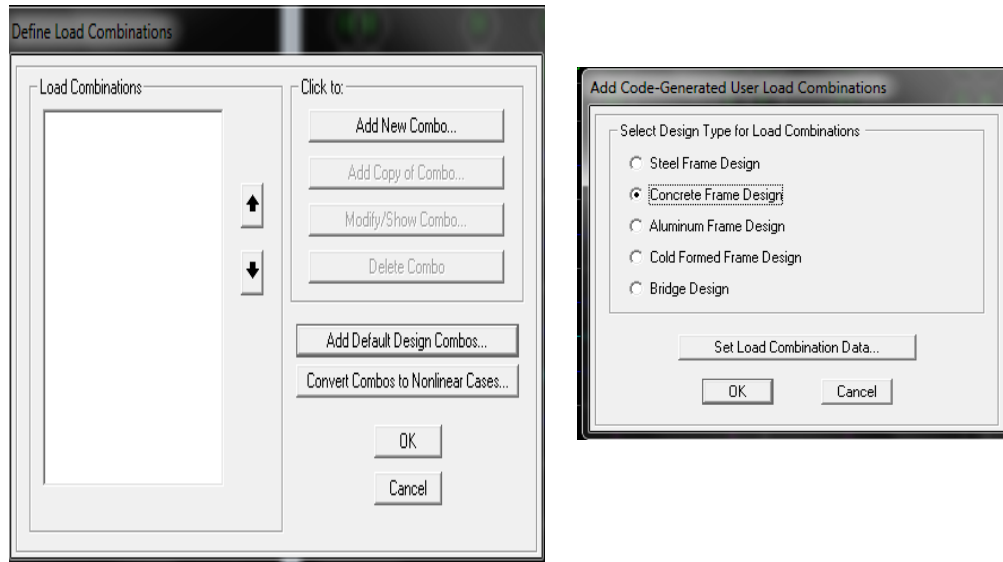 Define Load Combinations
Load Combinations
Click to:
Add New Combo...
Add Copy of Combo...
Modify/Show Combo...
Delete Combo
Add Default Design Combos...
Convert Combos to Nonlinear Cases...
OK
Cancel
Add Code-Generated User Load Combinations
Select Design Type for Load Combinations
Steel Frame Design
Concrete Frame Design
Aluminum Frame Design
Cold Formed Frame Design
Bridge Design
Set Load Combination Data...
OK
Cancel